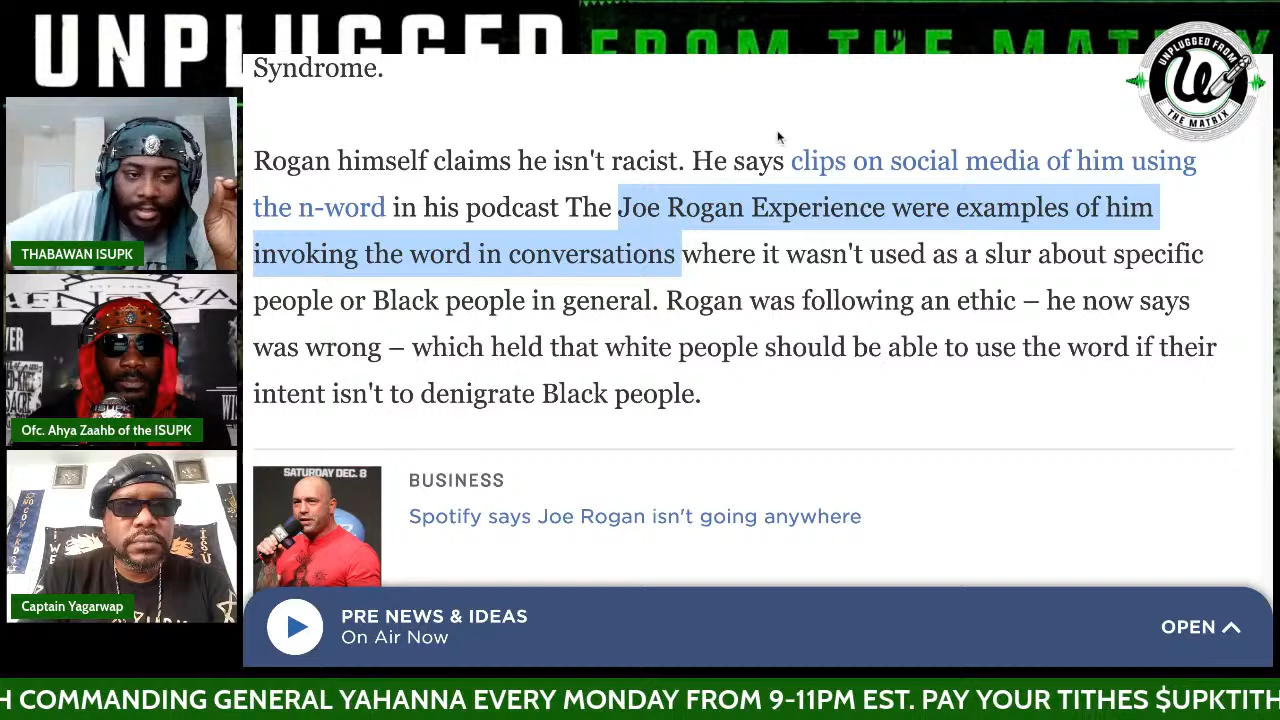 UNPLUGGED FROM THE MATRIX
UNPLUGGED FROM
THE MATRIX
Syndrome.
Rogan himself claims he isn't racist. He says clips on social media of him using
the n-word in his podcast The Joe Rogan Experience were examples of him
invoking the word in conversations where it wasn't used as a slur about specific
people or Black people in general. Rogan was following an ethic – he now says
was wrong – which held that white people should be able to use the word if their
intent isn't to denigrate Black people.
SATURDAY DEC. 8
BUSINESS
Spotify says Joe Rogan isn't going anywhere
PRE NEWS & IDEAS
On Air Now
OPEN
THABAWAN ISUPK
ISUPK
Ofc. Ahya Zaahb of the ISUPK
Captain Yagarwap
H COMMANDING GENERAL YAHANNA EVERY MONDAY FROM 9-11PM EST. PAY YOUR TITHES $UPKTITH